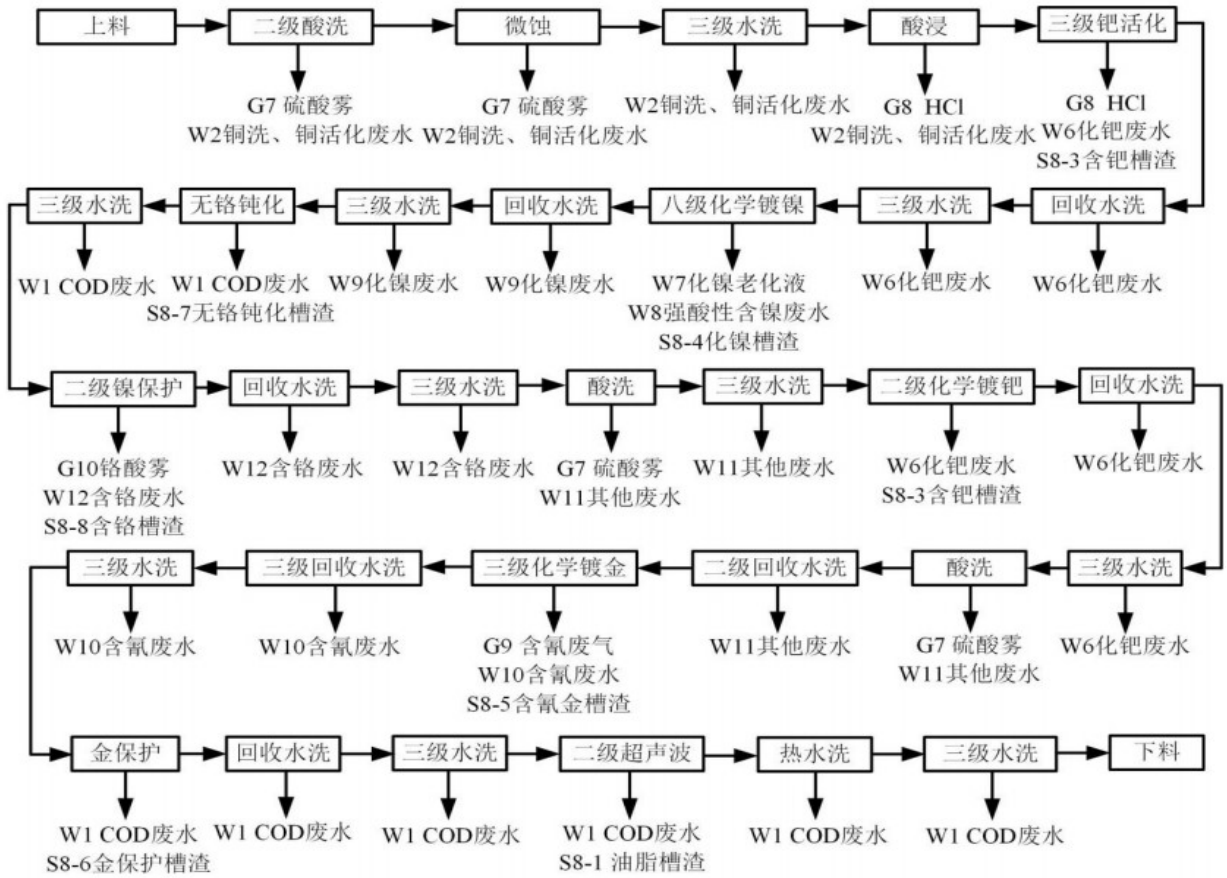 上料
二级酸洗
微蚀
三级水洗
酸浸
三级钯活化
G7 硫酸雾
W2铜洗、铜活化废水
G7 硫酸雾
W2铜洗、铜活化废水
W2铜洗、铜活化废水
G8 HCl
W2铜洗、铜活化废水
G8 HCl
W6化钯废水
S8-3含钯槽渣
三级水洗
无铬钝化
三级水洗
回收水洗
八级化学镀镍
三级水洗
回收水洗
W1 COD废水
W1 COD废水
S8-7无铬钝化槽渣
W9化镍废水
W9化镍废水
W7化镍老化液
W8强酸性含镍废水
S8-4化镍槽渣
W6化钯废水
W6化钯废水
二级镍保护
回收水洗
三级水洗
酸洗
三级水洗
二级化学镀钯
回收水洗
G10铬酸雾
W12含铬废水
S8-8含铬槽渣
W12含铬废水
W12含铬废水
G7 硫酸雾
W11其他废水
W11其他废水
W6化钯废水
S8-3含钯槽渣
W6化钯废水
三级水洗
三级回收水洗
三级化学镀金
二级回收水洗
酸洗
三级水洗
W10含氰废水
W10含氰废水
G9 含氰废气
W10含氰废水
S8-5含氰金槽渣
W11其他废水
G7 硫酸雾
W11其他废水
W6化钯废水
金保护
回收水洗
三级水洗
二级超声波
热水洗
三级水洗
下料
W1 COD废水
S8-6金保护槽渣
W1 COD废水
W1 COD废水
W1 COD废水
S8-1 油脂槽渣
W1 COD废水
W1 COD废水